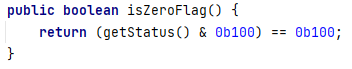 public boolean isZeroFlag() {
    return (getStatus() & 0b100) == 0b100;
}